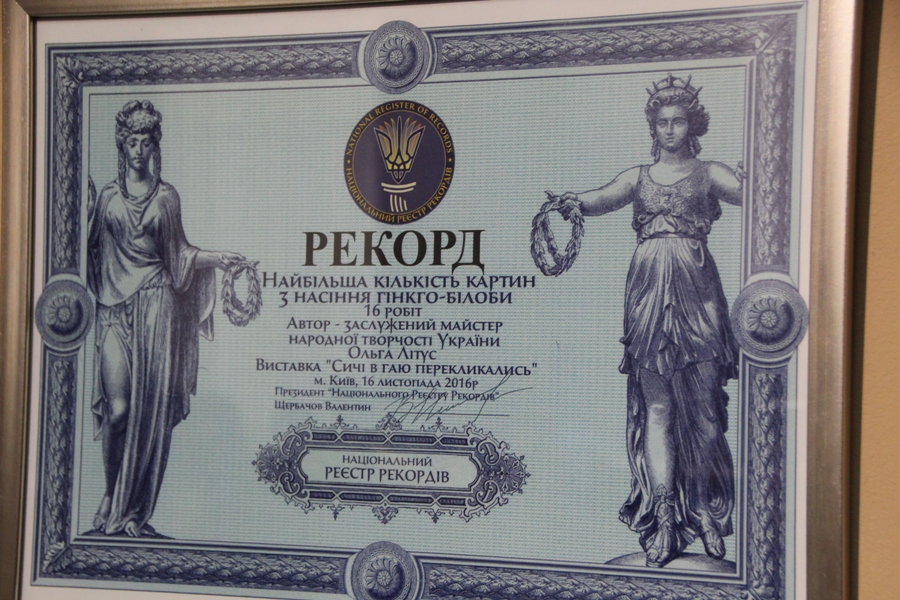 NATIONAL REGISTER OF RECORDS
НАЦІОНАЛЬНИЙ РЕЄСТР РЕКОРДІВ
РЕКОРД
Найбільша кількість картин
з насіння гінкго-білоби
16 робіт
Автор - заслужений майстер
народної творчості України
Ольга Літус
Виставка "Сичі в гаю перекликались"
м. Київ, 16 листопада 2016р
Президент "Національного Реєстру Рекордів"
Щербачов Валентин
НАЦІОНАЛЬНИЙ
РЕЄСТР РЕКОРДІВ